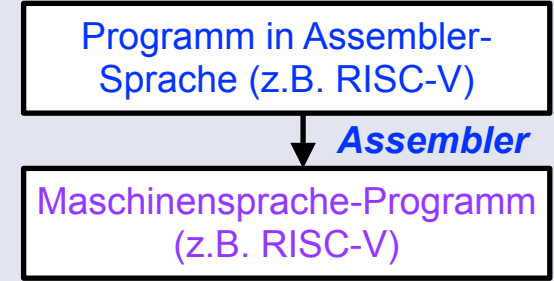 Programm in Assembler-
Sprache (z.B. RISC-V)
Assembler
Maschinensprache-Programm
(z.B. RISC-V)